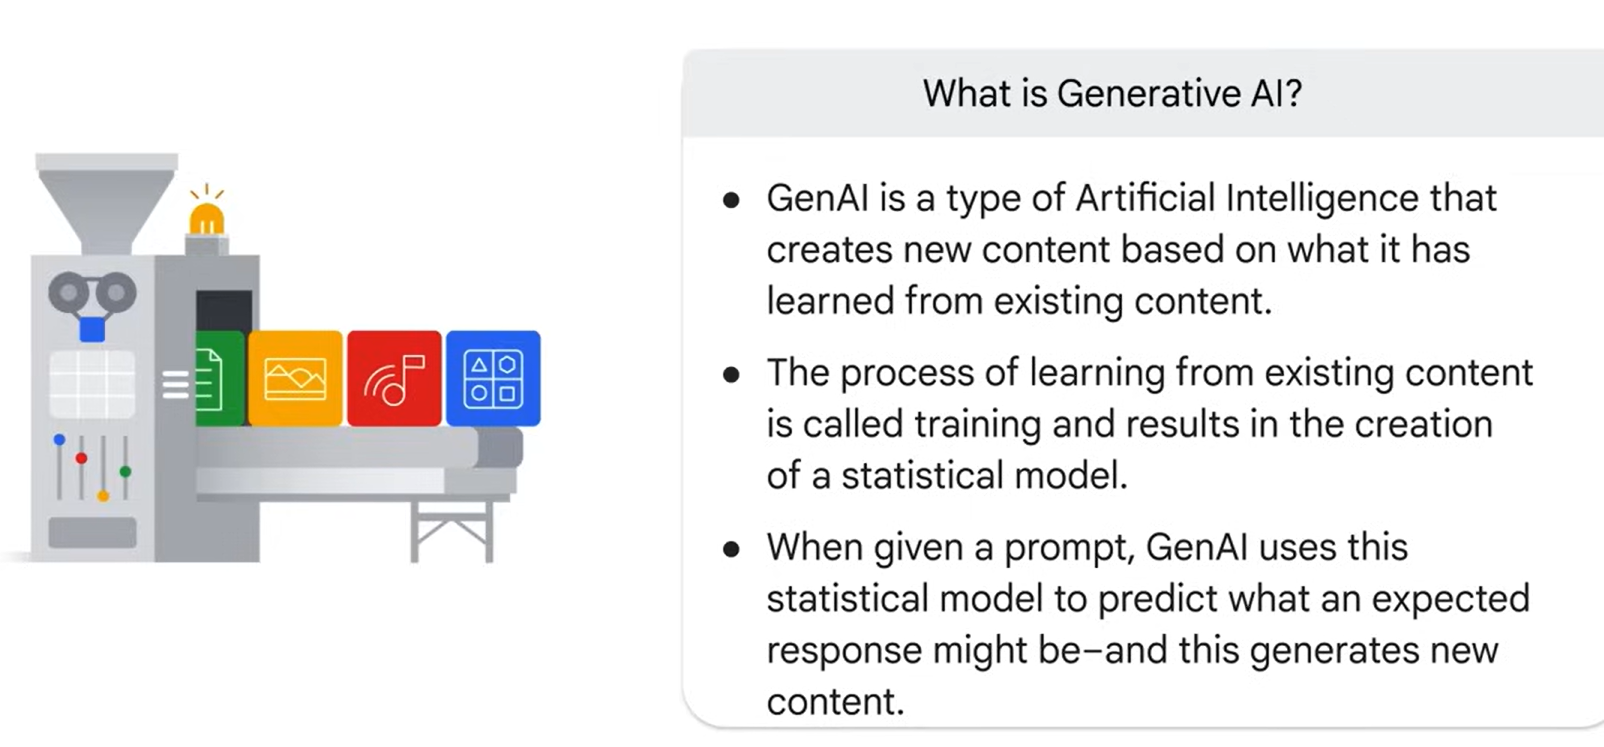 What is Generative AI?
● GenAI is a type of Artificial Intelligence that
creates new content based on what it has
learned from existing content.
● The process of learning from existing content
is called training and results in the creation
of a statistical model.
● When given a prompt, GenAI uses this
statistical model to predict what an expected
response might be–and this generates new
content.